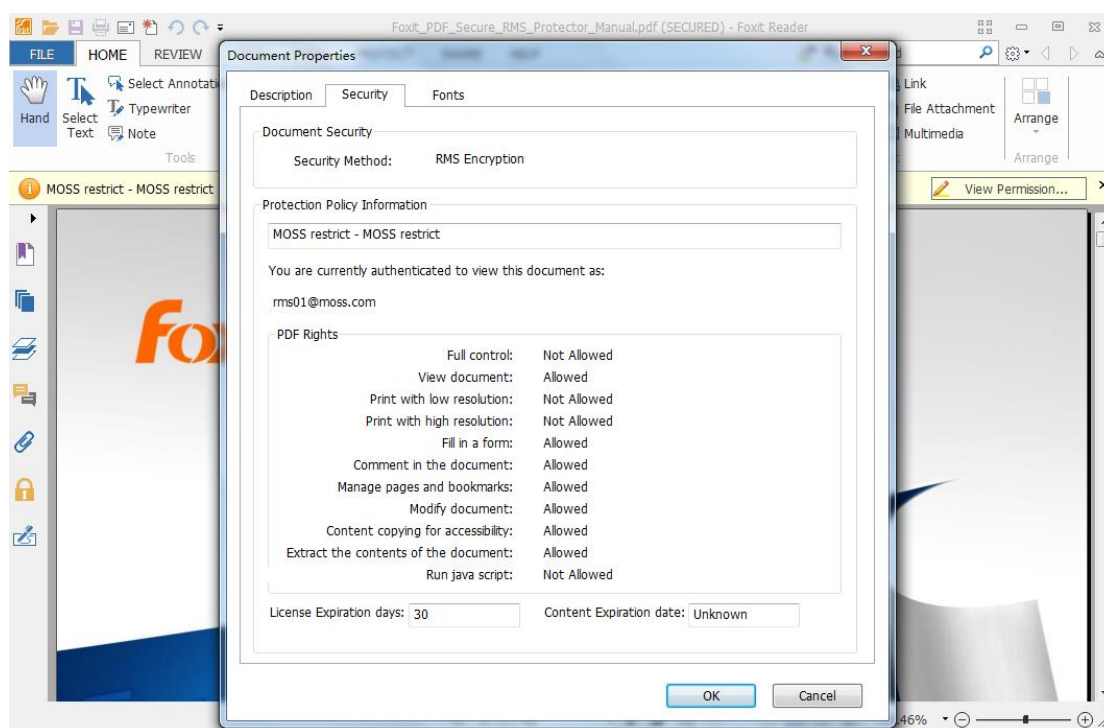 Foxit_PDF_Secure_RMS_Protector_Manual.pdf (SECURED) - Foxit Reader
FILE HOME REVIEW
Document Properties
Hand
Select Text
Select Annotati
Typewriter
Note
Tools
Link
File Attachment
Multimedia
Arrange
Arrange
MOSS restrict - MOSS restrict
View Permission...
Description Security Fonts
Document Security
Security Method: RMS Encryption
Protection Policy Information
MOSS restrict - MOSS restrict
You are currently authenticated to view this document as:
rms01@moss.com
PDF Rights
Full control: Not Allowed
View document: Allowed
Print with low resolution: Not Allowed
Print with high resolution: Not Allowed
Fill in a form: Allowed
Comment in the document: Allowed
Manage pages and bookmarks: Allowed
Modify document: Allowed
Content copying for accessibility: Allowed
Extract the contents of the document: Allowed
Run java script: Not Allowed
License Expiration days: 30 Content Expiration date: Unknown
OK Cancel
.46%